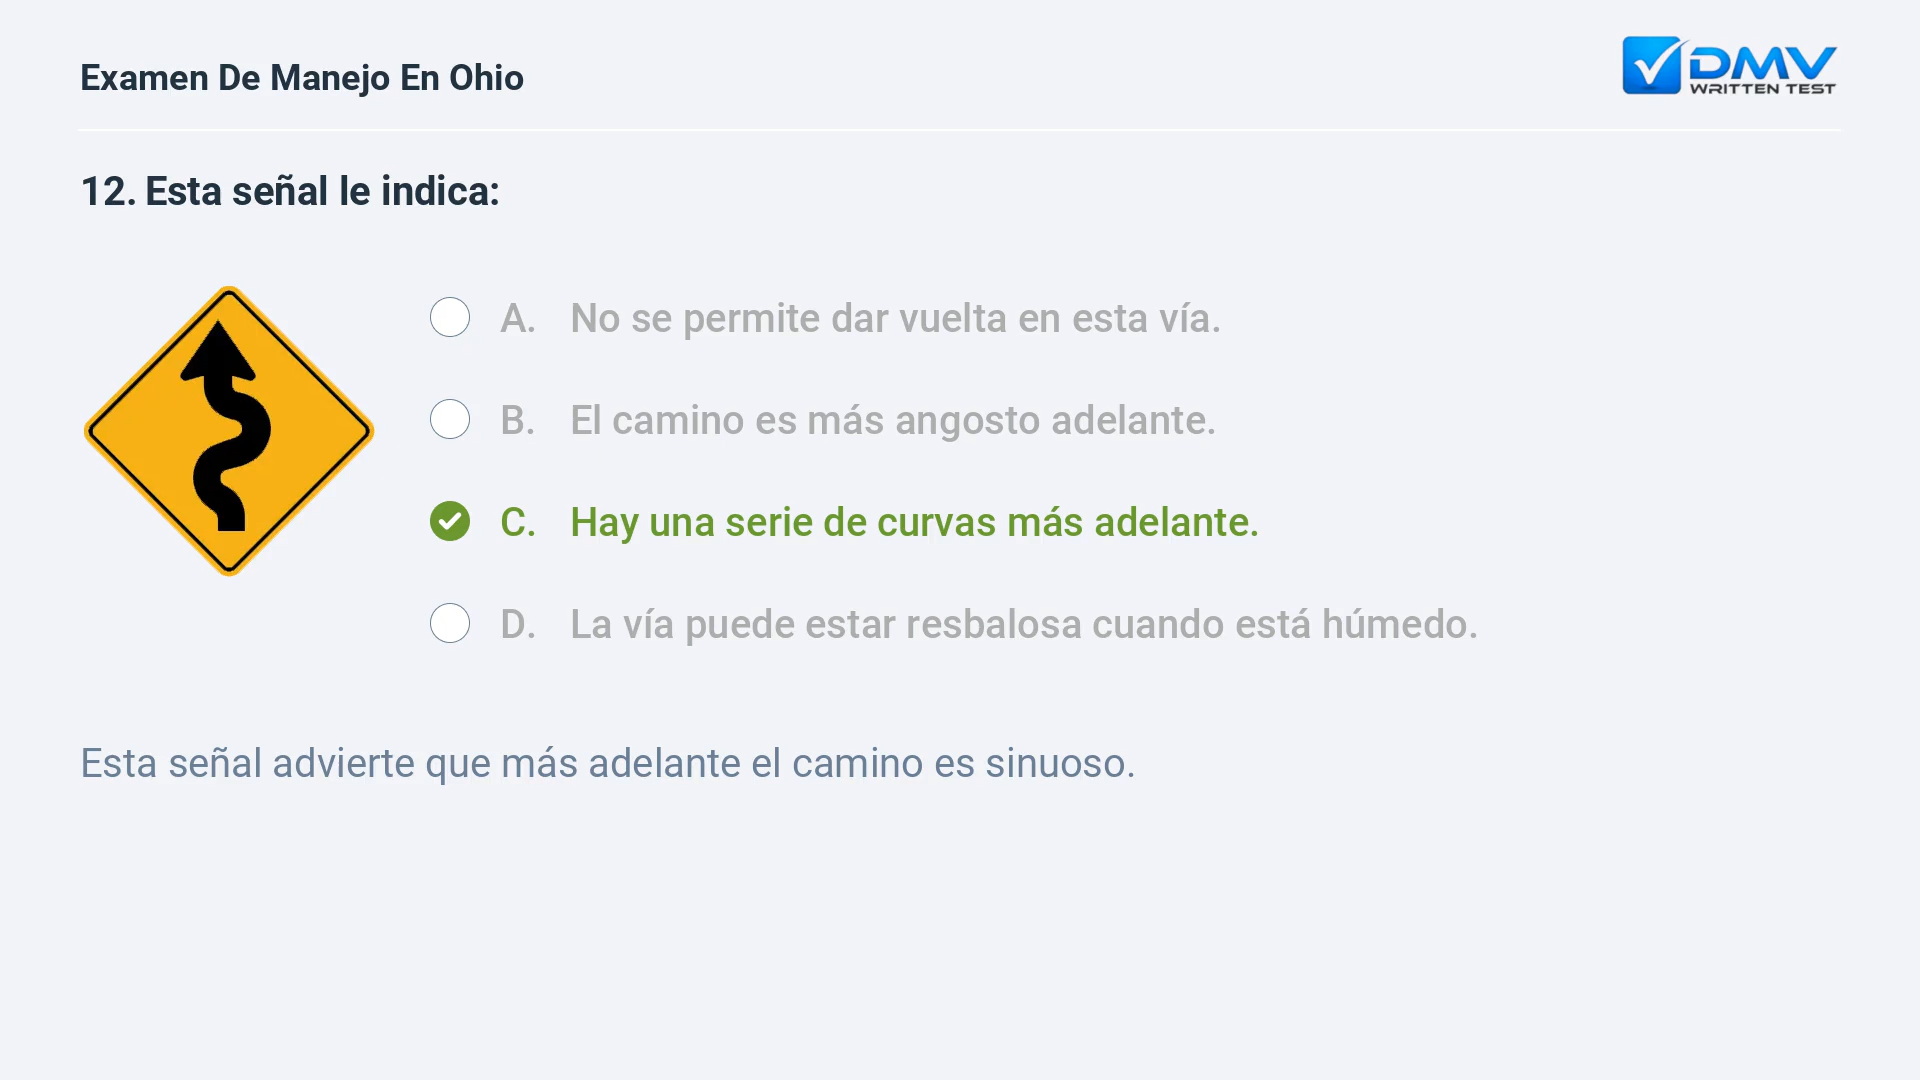 Examen De Manejo En Ohio
DMV
WRITTEN TEST
12. Esta señal le indica:
A. No se permite dar vuelta en esta vía.
B. El camino es más angosto adelante.
C. Hay una serie de curvas más adelante.
D. La vía puede estar resbalosa cuando está húmedo.
Esta señal advierte que más adelante el camino es sinuoso.